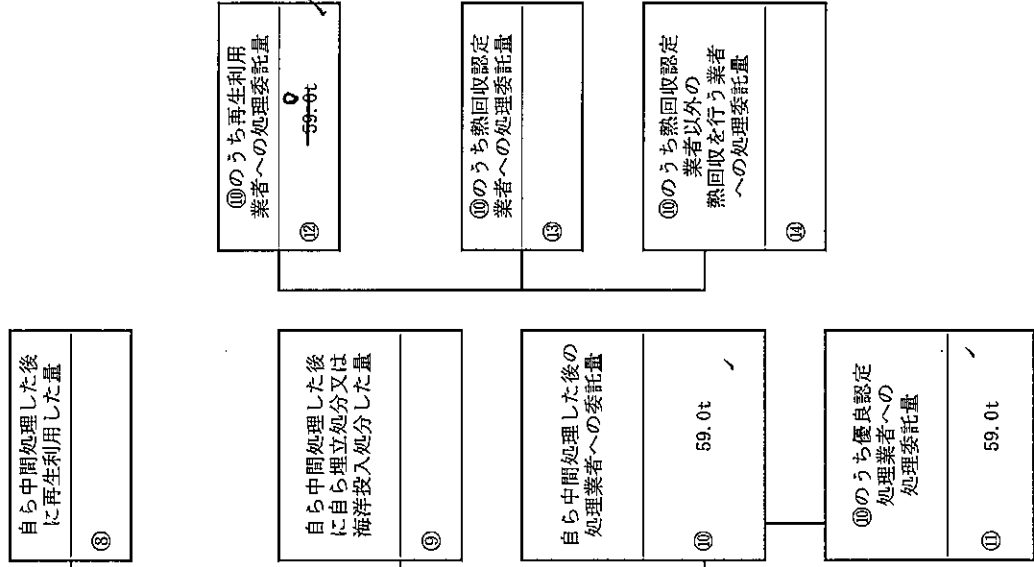 自ら中間処理した後
に再生利用した量
⑧
自ら中間処理した後
に自ら埋立処分又は
海洋投入処分した量
⑨
自ら中間処理した後の
処理業者への委託量
⑩ 59.0t
⑩のうち優良認定
処理業者への
処理委託量
⑪ 59.0t
⑩のうち再生利用
業者への処理委託量
0
⑫ 59.0t
⑩のうち熱回収認定
業者への処理委託量
⑬
⑩のうち熱回収認定
業者以外の
熱回収を行う業者
への処理委託量
⑭